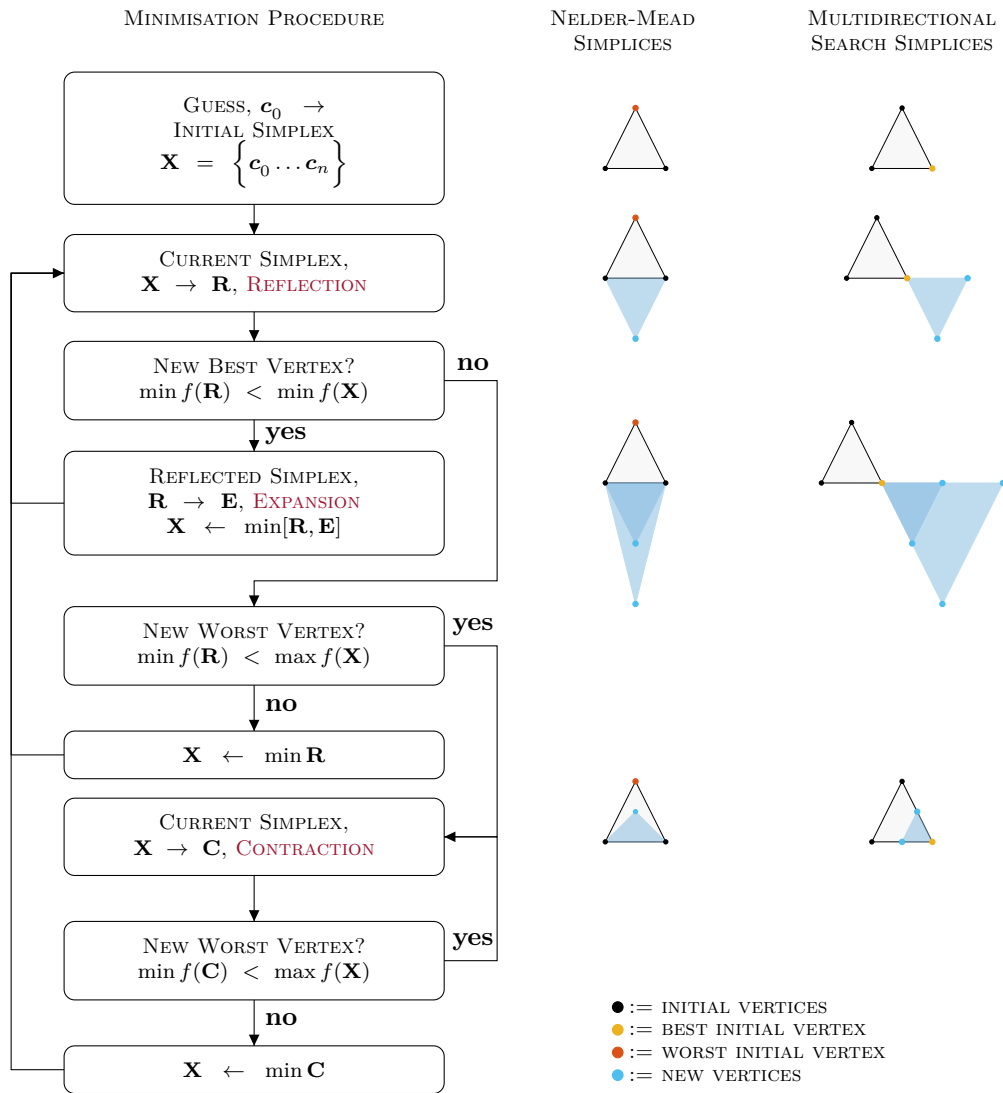 Minimisation Procedure
Nelder-Mead
Simplices
Multidirectional
Search Simplices
Guess, c₀ →
Initial Simplex
X = {c₀ … cₙ}
Current Simplex,
X → R, Reflection
New Best Vertex?
min f(R) < min f(X)
no
yes
Reflected Simplex,
R → E, Expansion
X ← min[R, E]
New Worst Vertex?
min f(R) < max f(X)
yes
no
X ← min R
Current Simplex,
X → C, Contraction
New Worst Vertex?
min f(C) < max f(X)
yes
no
X ← min C
:= initial vertices
:= best initial vertex
:= worst initial vertex
:= new vertices